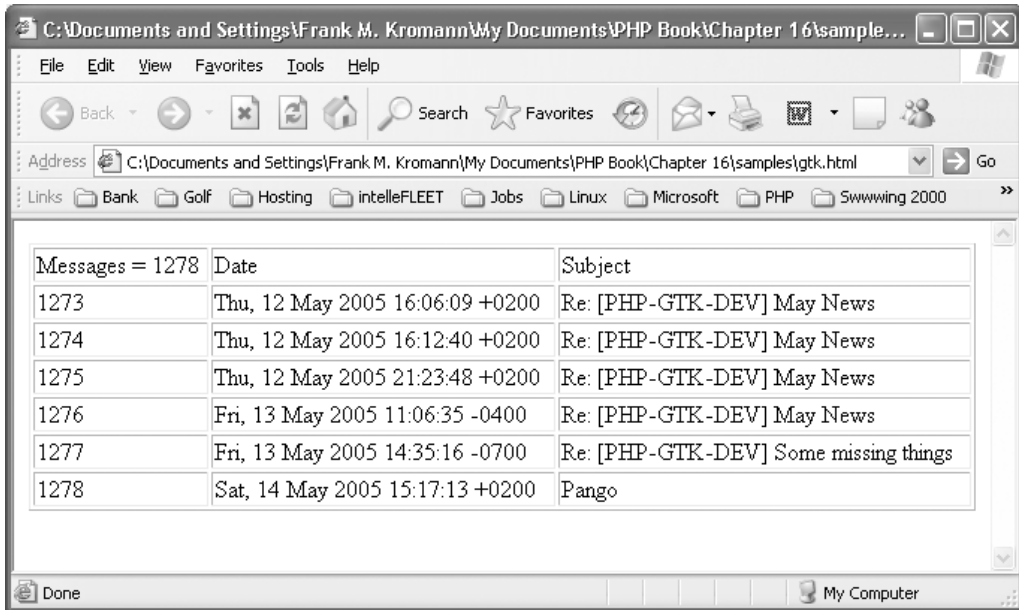 C:\Documents and Settings\Frank M. Kromann\My Documents\PHP Book\Chapter 16\sample...
File Edit View Favorites Tools Help
Back Search Favorites
Address C:\Documents and Settings\Frank M. Kromann\My Documents\PHP Book\Chapter 16\samples\gtk.html Go
Links Bank Golf Hosting intelleFLEET Jobs Linux Microsoft PHP Swwwing 2000 »
Messages = 1278 Date Subject
1273 Thu, 12 May 2005 16:06:09 +0200 Re: [PHP-GTK-DEV] May News
1274 Thu, 12 May 2005 16:12:40 +0200 Re: [PHP-GTK-DEV] May News
1275 Thu, 12 May 2005 21:23:48 +0200 Re: [PHP-GTK-DEV] May News
1276 Fri, 13 May 2005 11:06:35 -0400 Re: [PHP-GTK-DEV] May News
1277 Fri, 13 May 2005 14:35:16 -0700 Re: [PHP-GTK-DEV] Some missing things
1278 Sat, 14 May 2005 15:17:13 +0200 Pango
Done My Computer